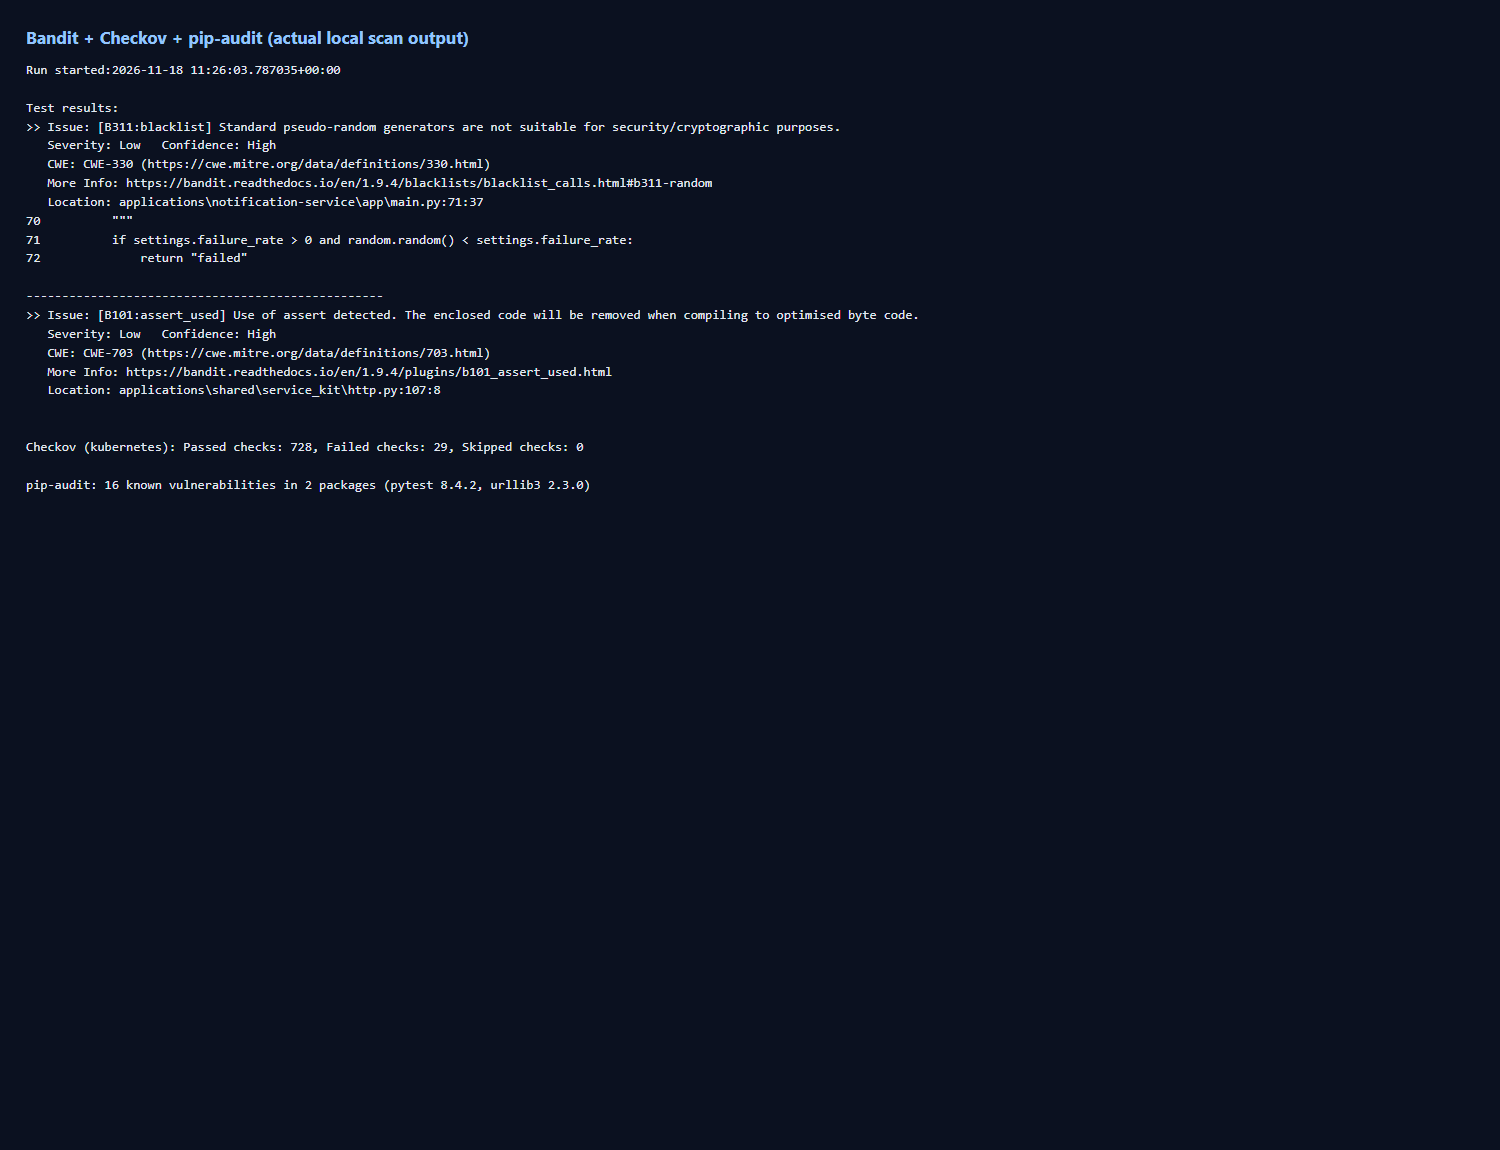 Bandit + Checkov + pip-audit (actual local scan output)
Run started:2026-11-18 11:26:03.787035+00:00
Test results:
>> Issue: [B311:blacklist] Standard pseudo-random generators are not suitable for security/cryptographic purposes.
   Severity: Low   Confidence: High
   CWE: CWE-330 (https://cwe.mitre.org/data/definitions/330.html)
   More Info: https://bandit.readthedocs.io/en/1.9.4/blacklists/blacklist_calls.html#b311-random
   Location: applications\notification-service\app\main.py:71:37
70          """
71          if settings.failure_rate > 0 and random.random() < settings.failure_rate:
72              return "failed"
--------------------------------------------------
>> Issue: [B101:assert_used] Use of assert detected. The enclosed code will be removed when compiling to optimised byte code.
   Severity: Low   Confidence: High
   CWE: CWE-703 (https://cwe.mitre.org/data/definitions/703.html)
   More Info: https://bandit.readthedocs.io/en/1.9.4/plugins/b101_assert_used.html
   Location: applications\shared\service_kit\http.py:107:8
Checkov (kubernetes): Passed checks: 728, Failed checks: 29, Skipped checks: 0
pip-audit: 16 known vulnerabilities in 2 packages (pytest 8.4.2, urllib3 2.3.0)